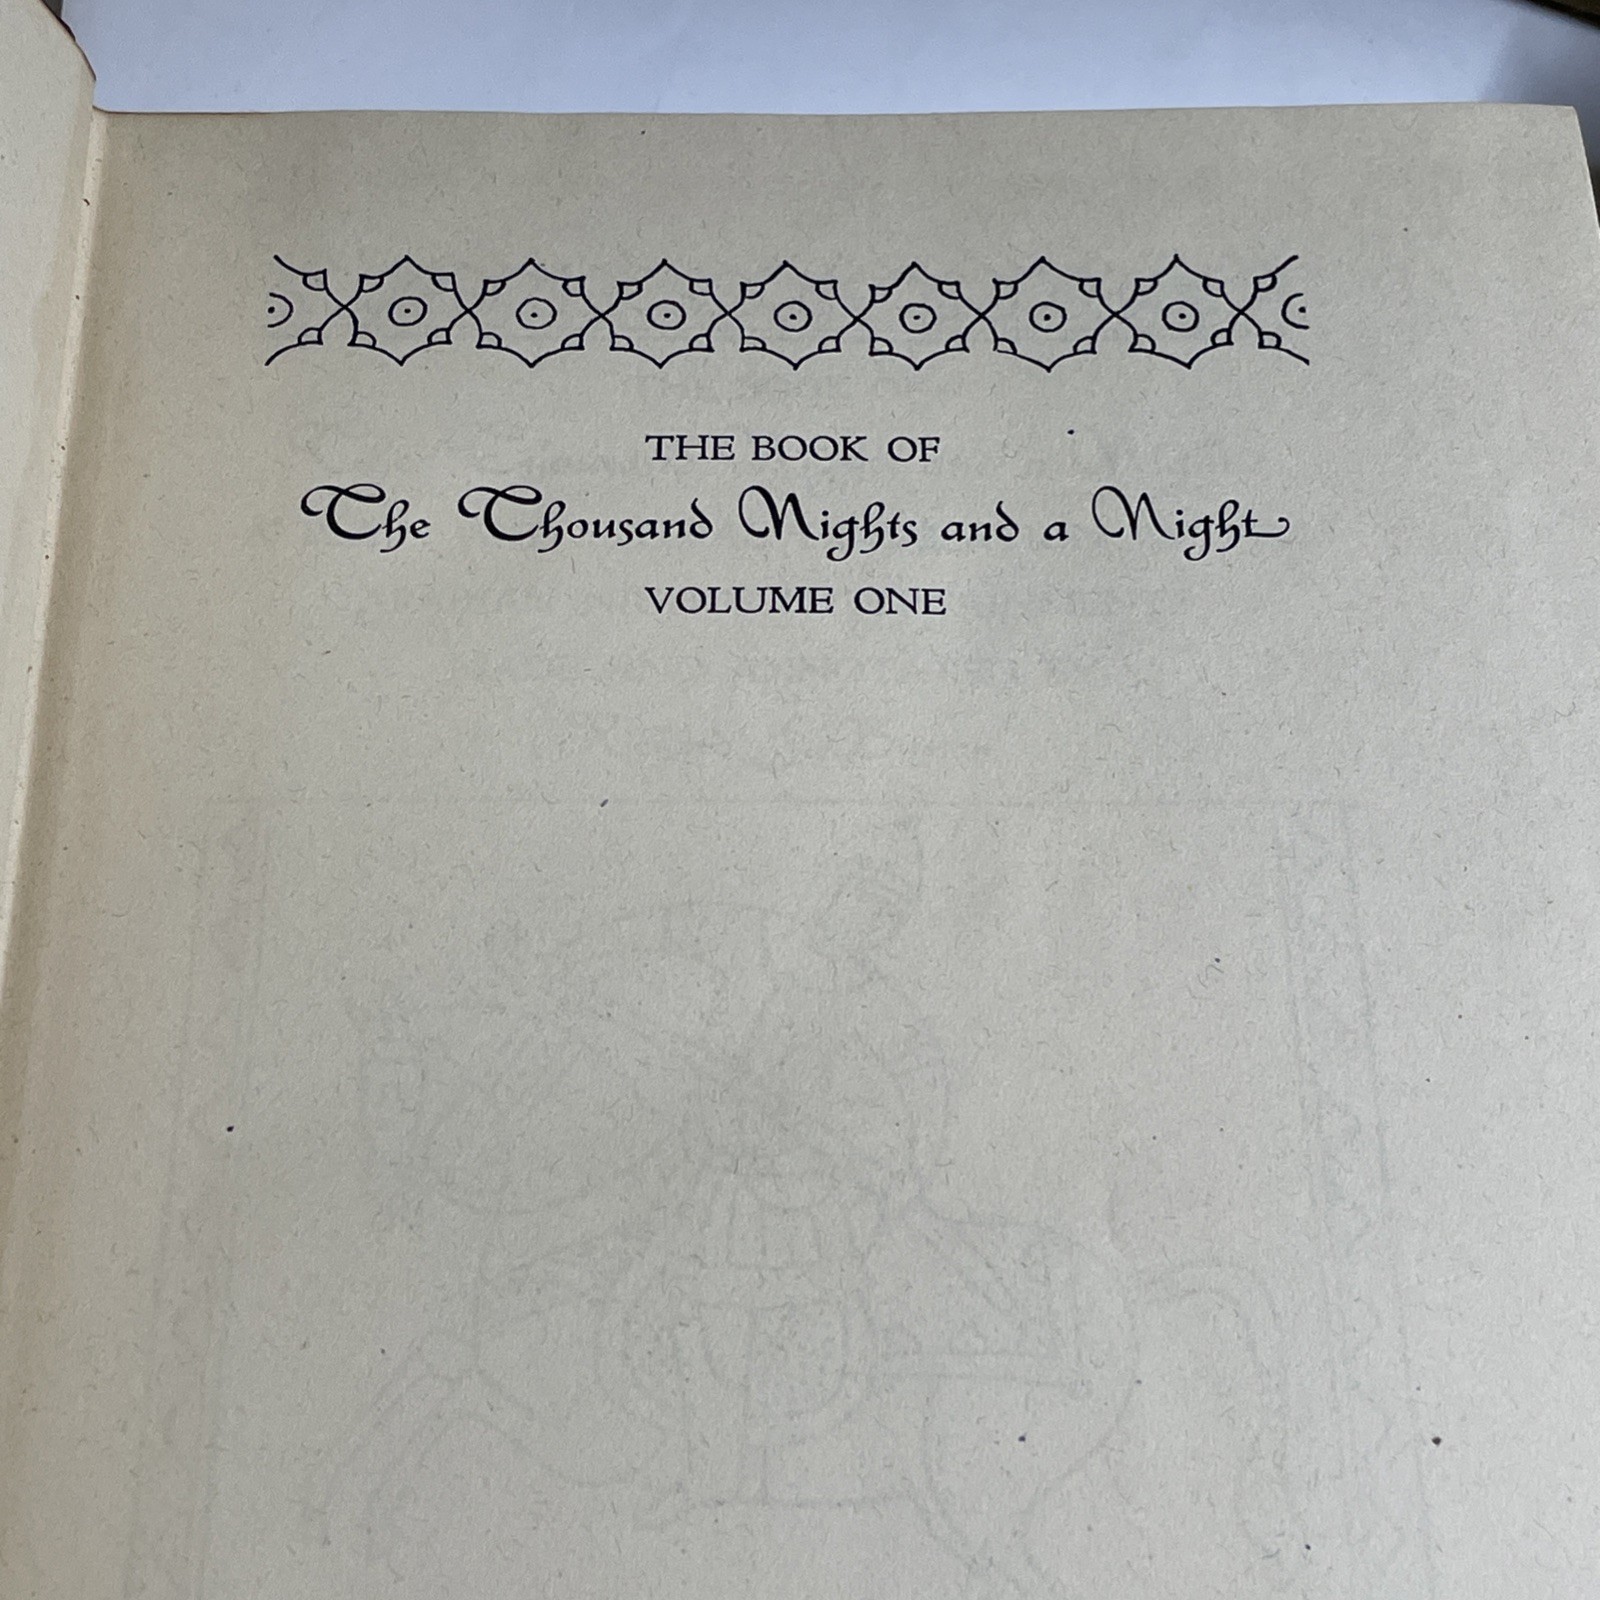 THE BOOK OF
The Thousand Nights and a Night
VOLUME ONE